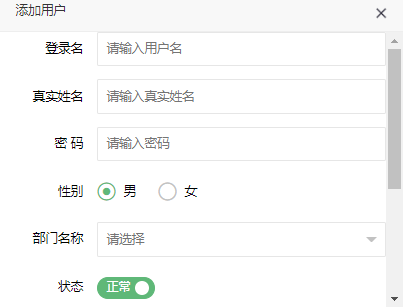 添加用户
登录名 请输入用户名
真实姓名 请输入真实姓名
密 码 请输入密码
性别 男 女
部门名称 请选择
状态 正常